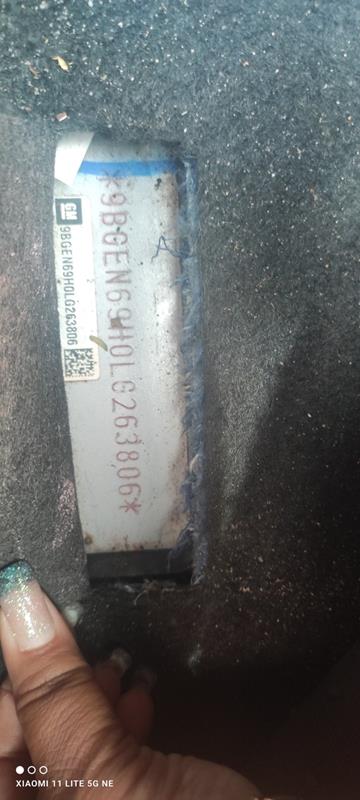 *9BGEN69H0LG263806*
GM
9BGEN69H0LG263806
XIAOMI 11 LITE 5G NE